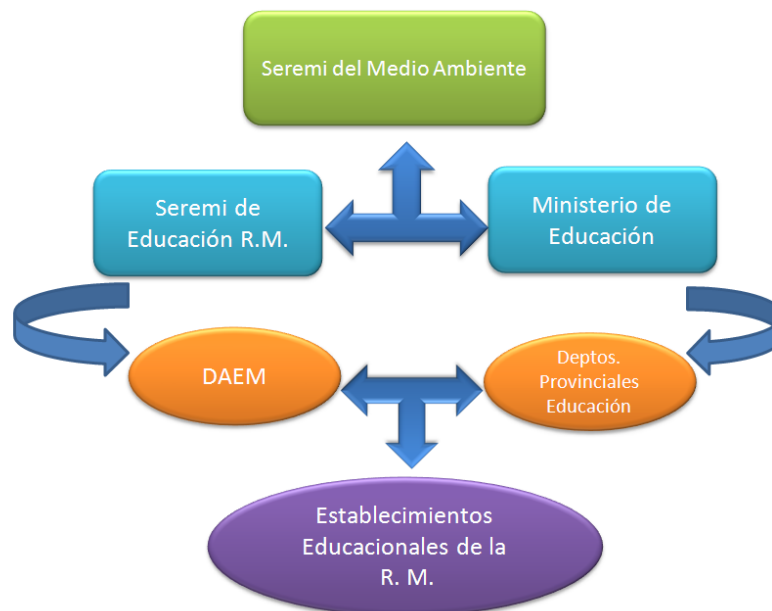 Seremi del Medio Ambiente
Seremi de
Educación R.M.
Ministerio de
Educación
DAEM
Deptos.
Provinciales
Educación
Establecimientos
Educacionales de la
R. M.